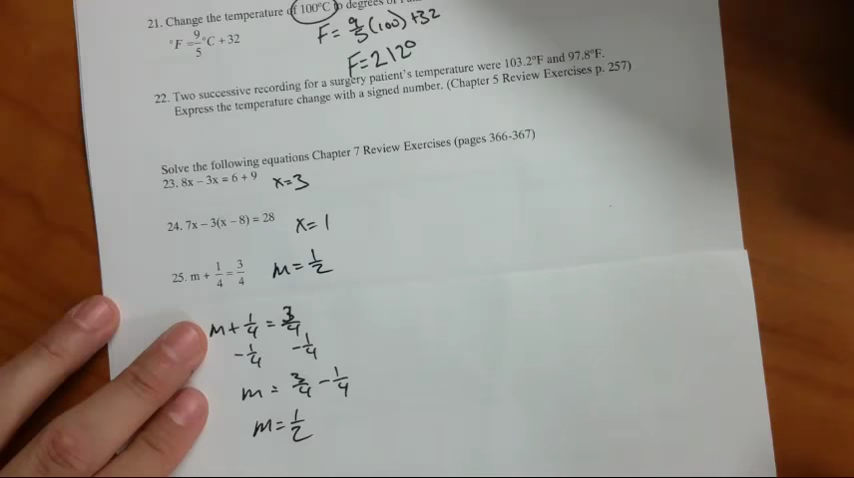 21. Change the temperature of 100°C to degrees
°F = 9/5 °C + 32
F = 9/5 (100) + 32
F = 212°
22. Two successive recording for a surgery patient's temperature were 103.2°F and 97.8°F.
Express the temperature change with a signed number. (Chapter 5 Review Exercises p. 257)
Solve the following equations Chapter 7 Review Exercises (pages 366-367)
23. 8x – 3x = 6 + 9 x=3
24. 7x – 3(x – 8) = 28 x=1
25. m + 1/4 = 3/4 m = 1/2
m + 1/4 = 3/4
- 1/4 - 1/4
m = 3/4 - 1/4
m = 1/2